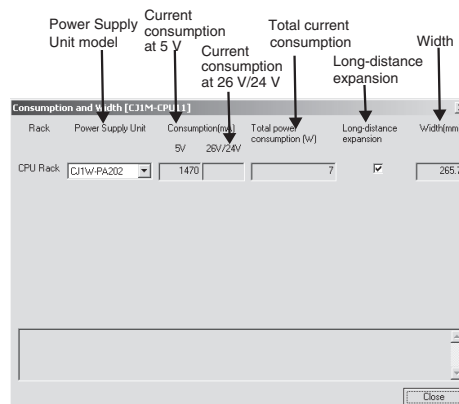 Power Supply
Unit model
Current
consumption
at 5 V
Current
consumption
at 26 V/24 V
Total current
consumption
Long-distance
expansion
Width
Consumption and Width [CJ1M-CPU11]
Rack Power Supply Unit Consumption(mA) Total power consumption (W) Long-distance expansion Width(mm
5V 26V/24V
CPU Rack CJ1W-PA202 1470 7 265.7
Close